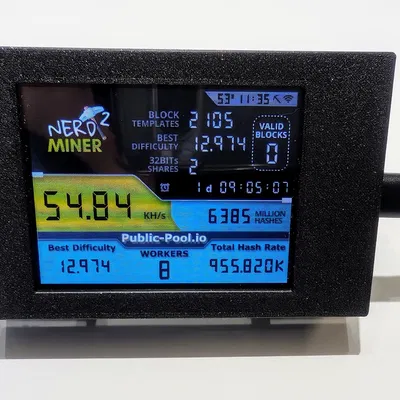 53° 11:35
NERD 2
MINER
BLOCK TEMPLATES 2105
BEST DIFFICULTY 12.974
32BITS SHARES 2
VALID BLOCKS 0
1d 09:05:07
54.84 KH/s
6385 MILLION HASHES
Public-Pool.io
Best Difficulty WORKERS Total Hash Rate
12.974 8 955.820K